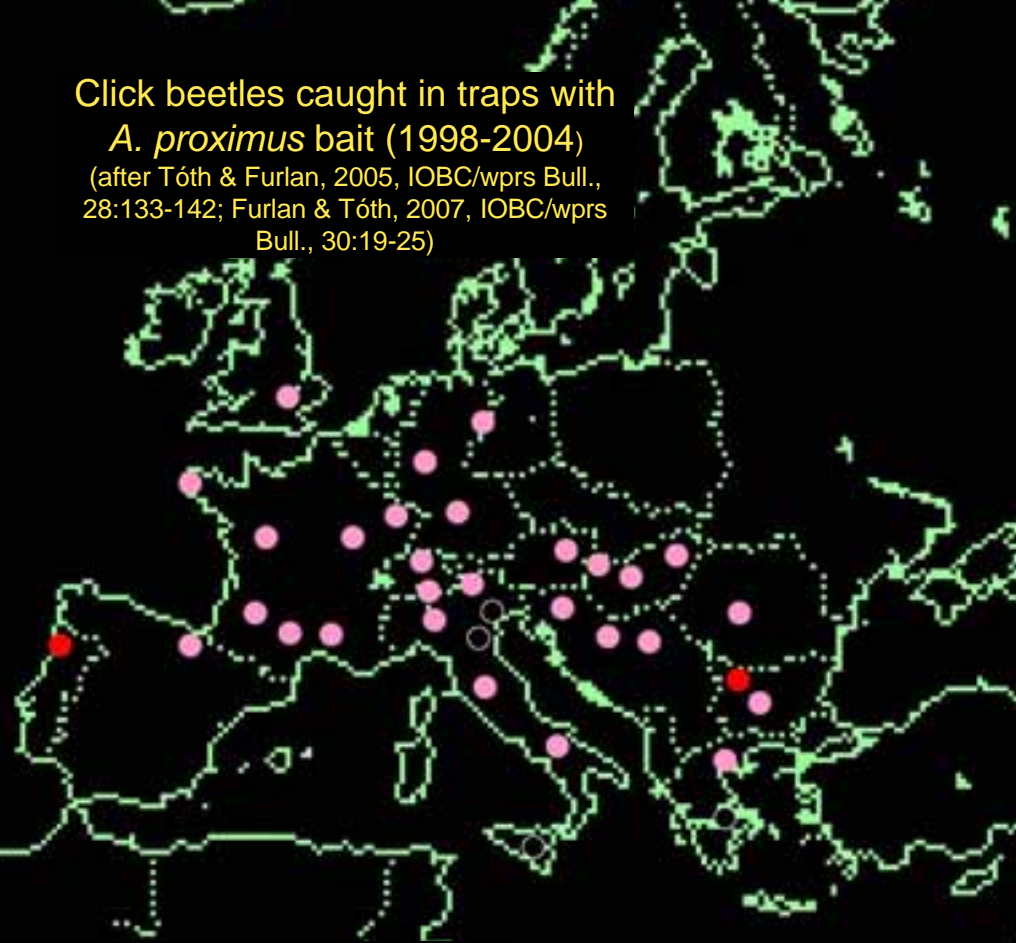 Click beetles caught in traps with
A. proximus bait (1998-2004)
(after Tóth & Furlan, 2005, IOBC/wprs Bull.,
28:133-142; Furlan & Tóth, 2007, IOBC/wprs
Bull., 30:19-25)